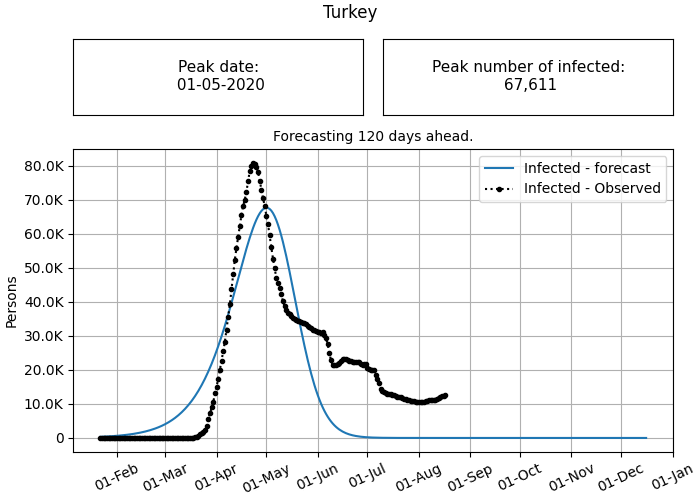 Turkey
Peak date:
01-05-2020
Peak number of infected:
67,611
Forecasting 120 days ahead.
Infected - forecast
Infected - Observed
80.0K
70.0K
60.0K
50.0K
40.0K
30.0K
20.0K
10.0K
0
Persons
01-Feb
01-Mar
01-Apr
01-May
01-Jun
01-Jul
01-Aug
01-Sep
01-Oct
01-Nov
01-Dec
01-Jan